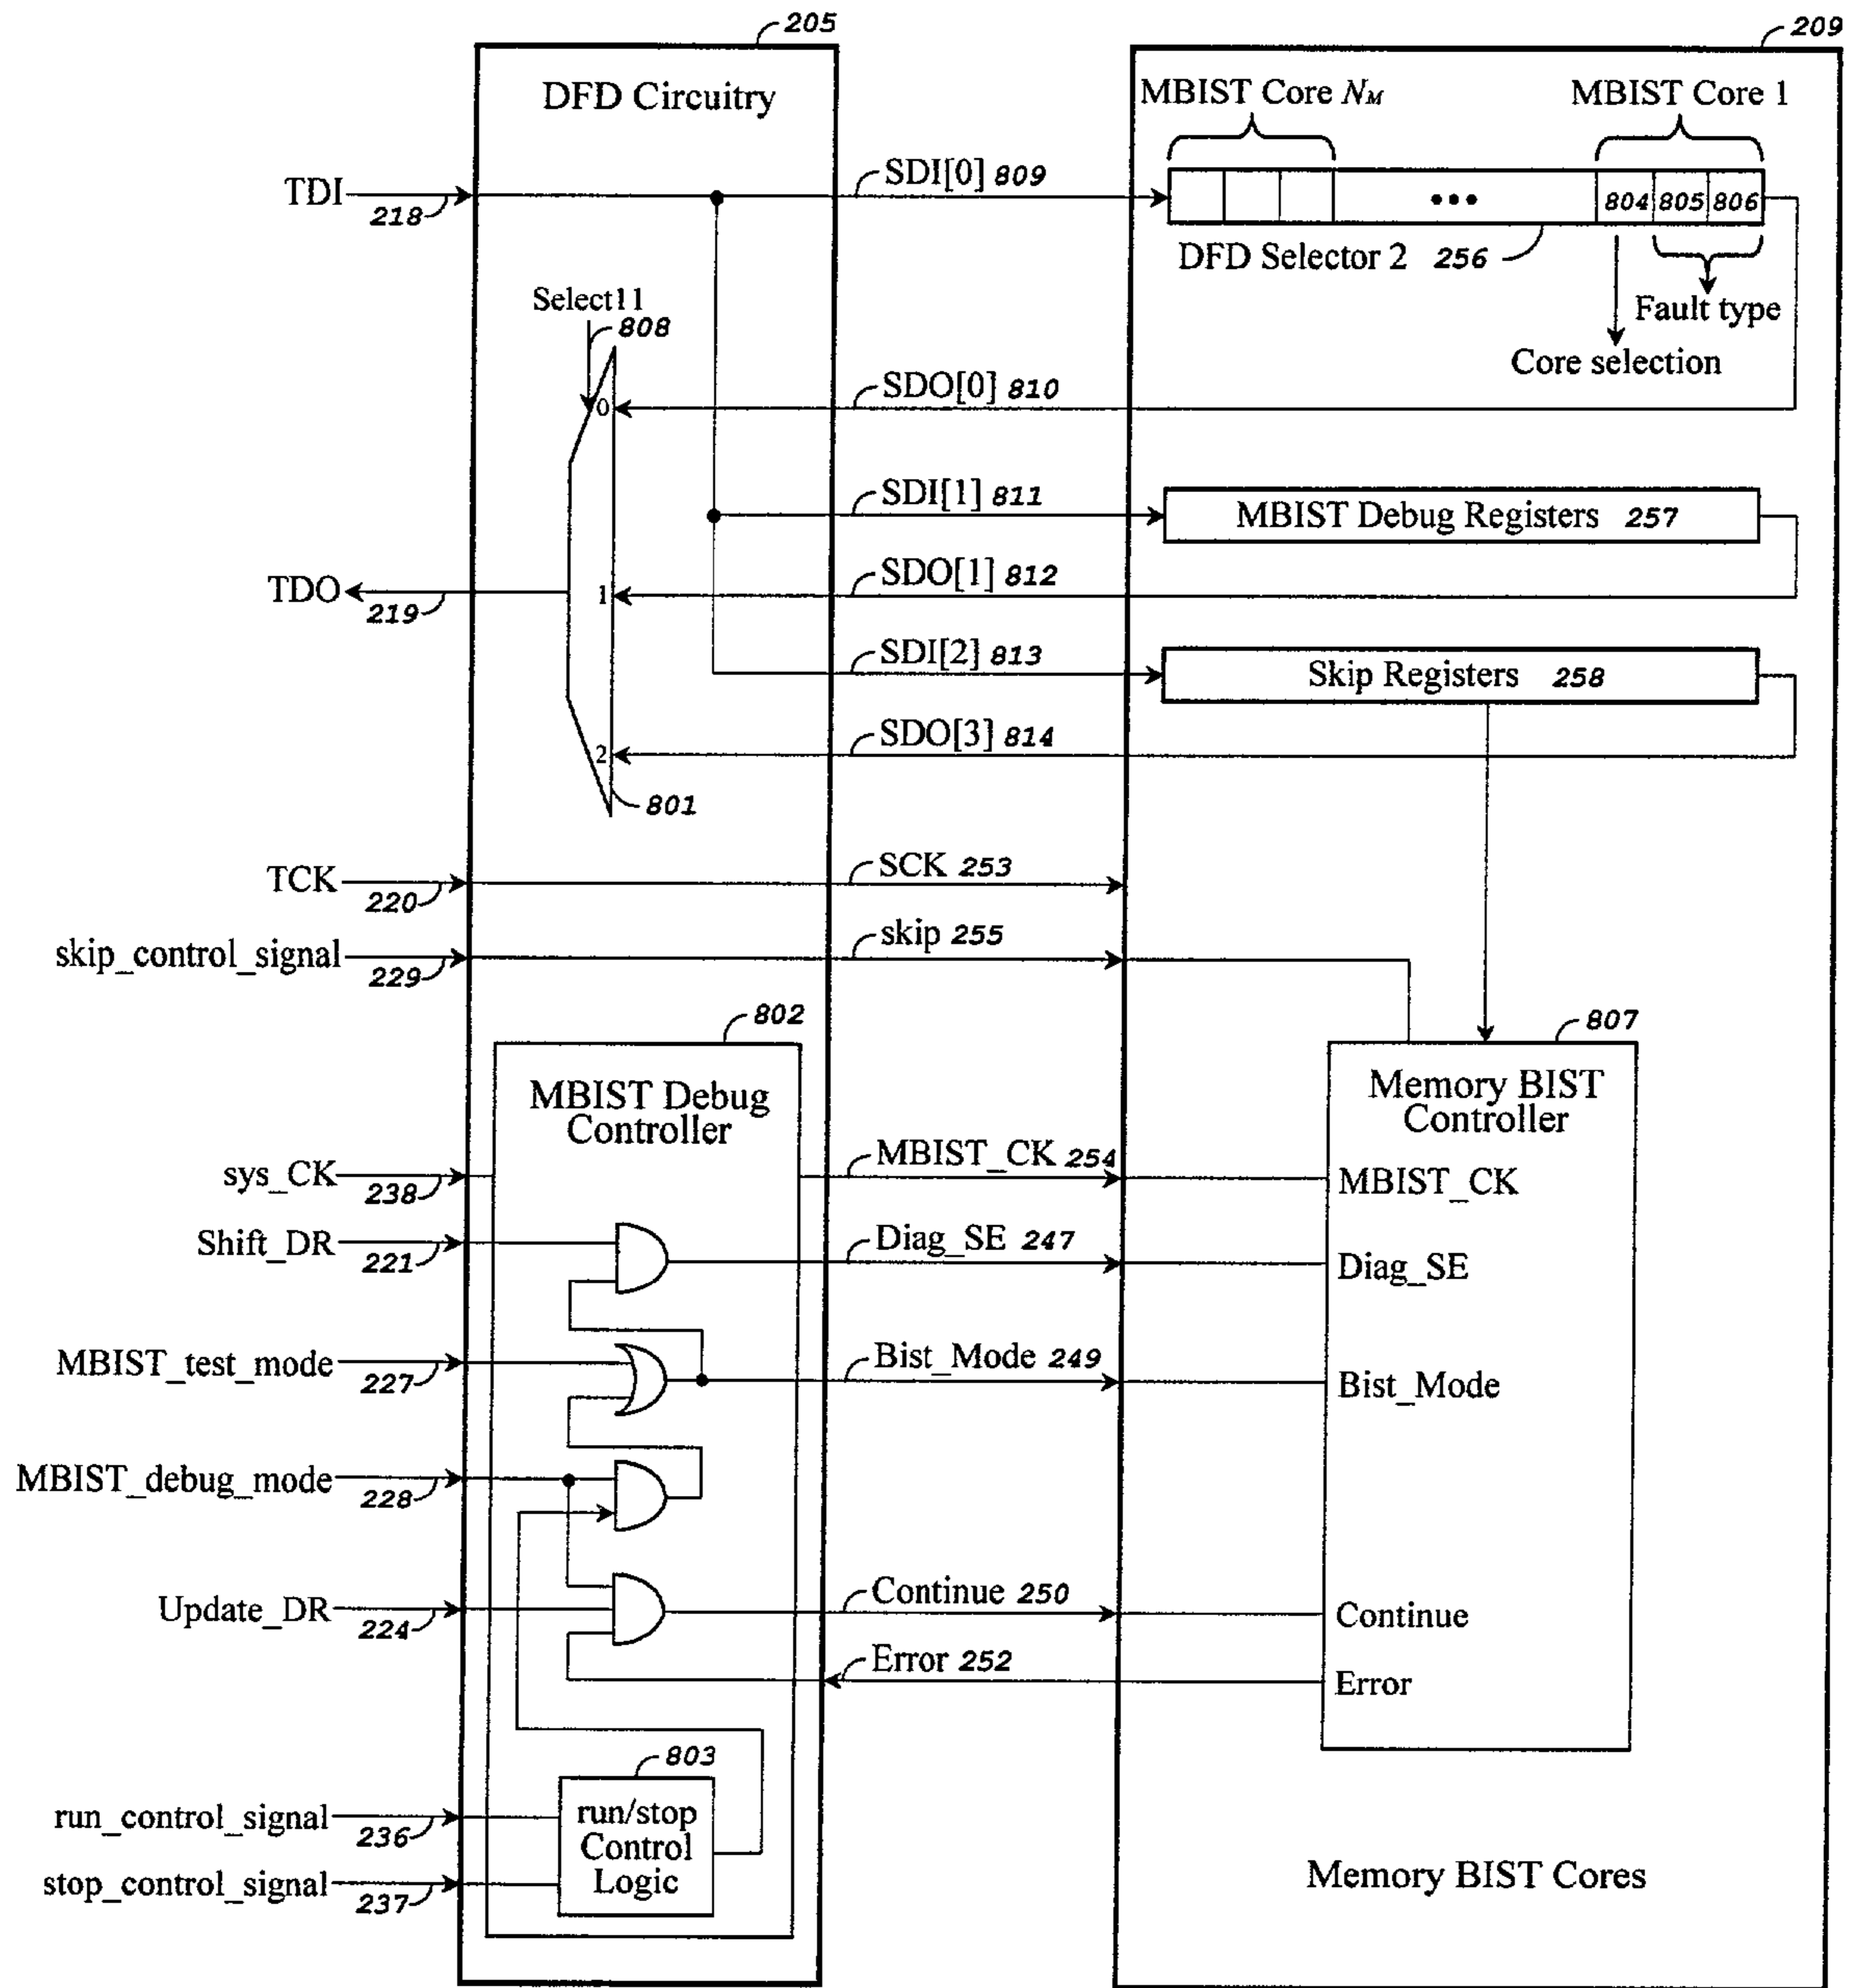 205
209
DFD Circuitry
MBIST Core NM
MBIST Core 1
TDI
218
SDI[0] 809
•••
804 805 806
DFD Selector 2 256
Fault type
Core selection
Select11
808
0
SDO[0] 810
SDI[1] 811
MBIST Debug Registers 257
TDO
219
1
SDO[1] 812
SDI[2] 813
Skip Registers 258
2
SDO[3] 814
801
TCK
220
SCK 253
skip_control_signal
229
skip 255
802
807
MBIST Debug
Controller
Memory BIST
Controller
sys_CK
238
MBIST_CK 254
MBIST_CK
Shift_DR
221
Diag_SE 247
Diag_SE
MBIST_test_mode
227
Bist_Mode 249
Bist_Mode
MBIST_debug_mode
228
Update_DR
224
Continue 250
Continue
Error 252
Error
803
run_control_signal
236
run/stop
Control
Logic
stop_control_signal
237
Memory BIST Cores